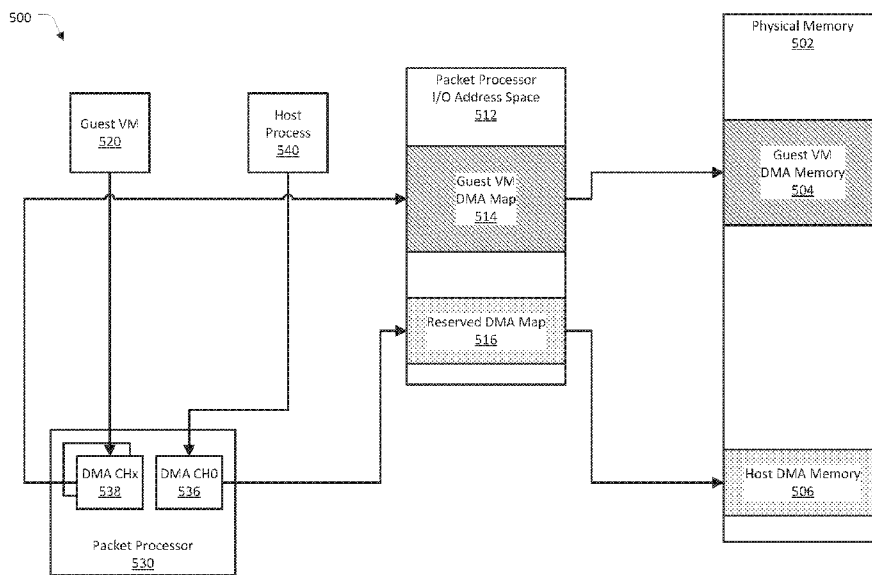 500
Guest VM
520
Host
Process
540
Packet Processor
I/O Address Space
512
Guest VM
DMA Map
514
Reserved DMA Map
516
Physical Memory
502
Guest VM
DMA Memory
504
Host DMA Memory
506
DMA CHx
538
DMA CH0
536
Packet Processor
530